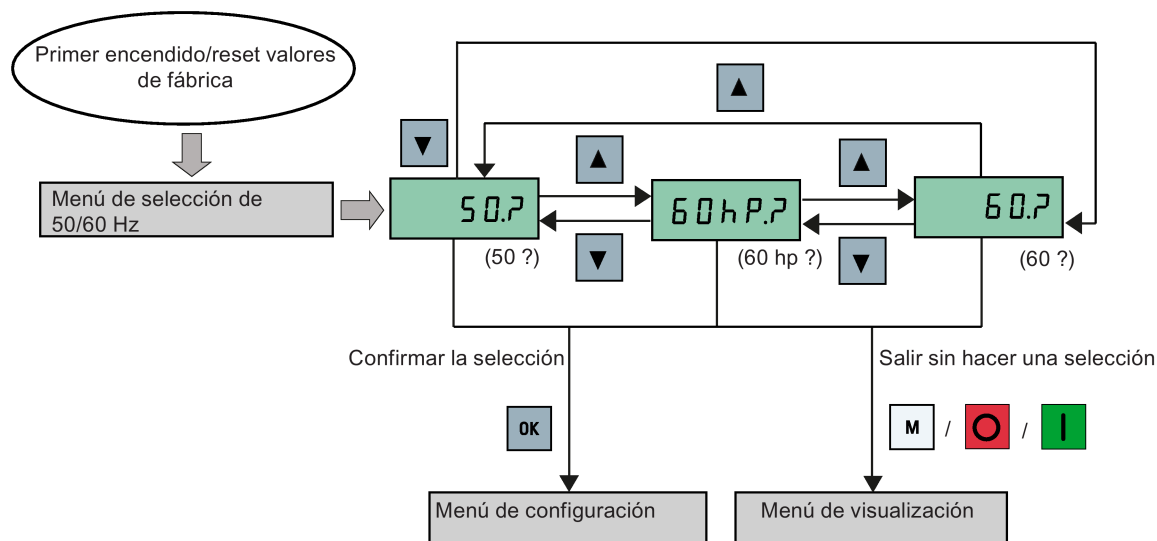 Primer encendido/reset valores
de fábrica
Menú de selección de
50/60 Hz
50.?
60hP.?
60.?
(50 ?)
(60 hp ?)
(60 ?)
Confirmar la selección
Salir sin hacer una selección
OK
M / /
Menú de configuración
Menú de visualización